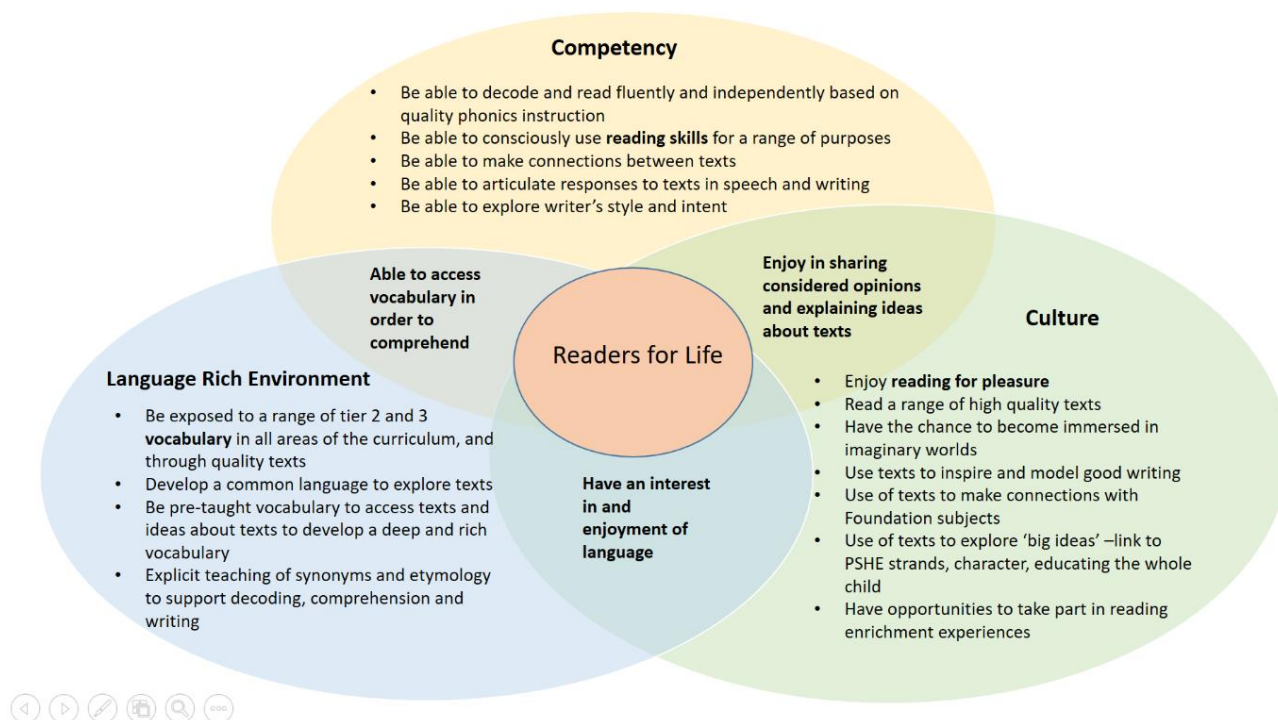 Competency
• Be able to decode and read fluently and independently based on
quality phonics instruction
• Be able to consciously use reading skills for a range of purposes
• Be able to make connections between texts
• Be able to articulate responses to texts in speech and writing
• Be able to explore writer's style and intent
Able to access
vocabulary in
order to
comprehend
Enjoy in sharing
considered opinions
and explaining ideas
about texts
Readers for Life
Language Rich Environment
• Be exposed to a range of tier 2 and 3
vocabulary in all areas of the curriculum, and
through quality texts
• Develop a common language to explore texts
• Be pre-taught vocabulary to access texts and
ideas about texts to develop a deep and rich
vocabulary
• Explicit teaching of synonyms and etymology
to support decoding, comprehension and
writing
Have an interest
in and
enjoyment of
language
Culture
• Enjoy reading for pleasure
• Read a range of high quality texts
• Have the chance to become immersed in
imaginary worlds
• Use texts to inspire and model good writing
• Use of texts to make connections with
Foundation subjects
• Use of texts to explore 'big ideas' –link to
PSHE strands, character, educating the whole
child
• Have opportunities to take part in reading
enrichment experiences